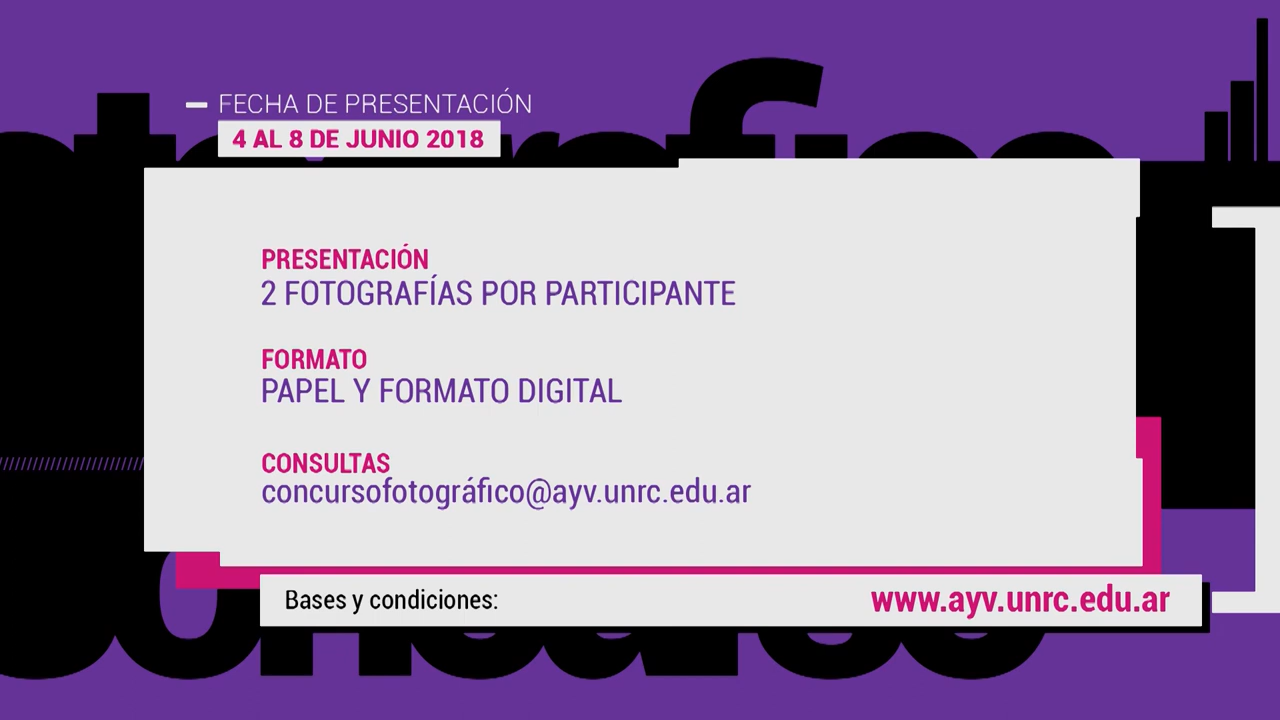 FECHA DE PRESENTACIÓN
4 AL 8 DE JUNIO 2018
PRESENTACIÓN
2 FOTOGRAFÍAS POR PARTICIPANTE
FORMATO
PAPEL Y FORMATO DIGITAL
CONSULTAS
concursofotográfico@ayv.unrc.edu.ar
Bases y condiciones:
www.ayv.unrc.edu.ar